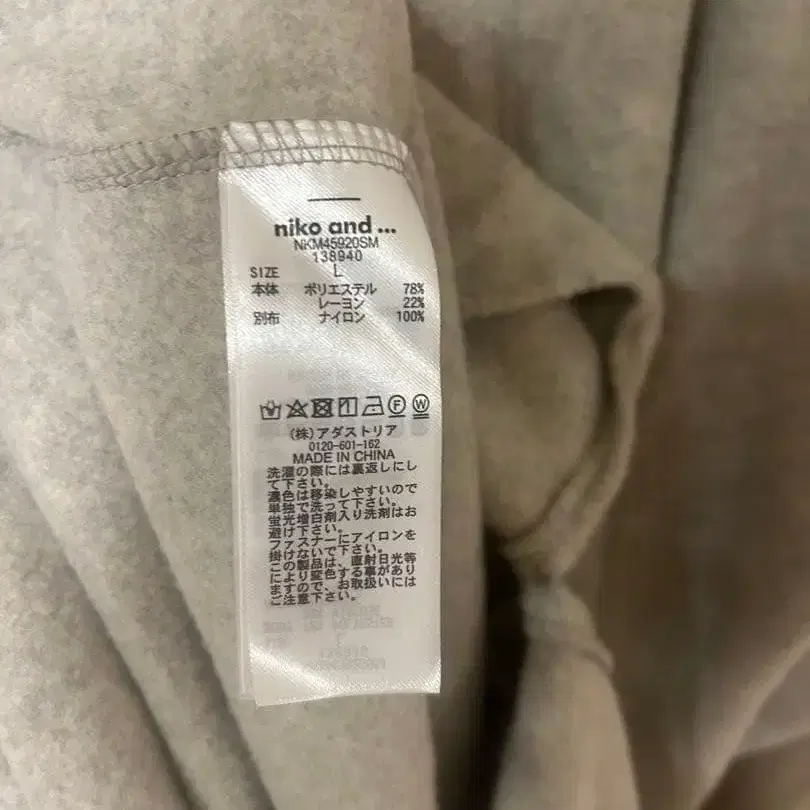 niko and ...
NKM45920SM
138940
SIZE L
本体 ポリエステル 78%
レーヨン 22%
別布 ナイロン 100%
F W
(株)アダストリア
0120-601-162
MADE IN CHINA
洗濯の際には裏返しにし
て下さい。
濃色は移染しやすいので
単独で洗って下さい。
蛍光増白剤入り洗剤はお
避け下さい。
ファスナーにアイロンを
掛けないで下さい。
この製品は、直射日光等
により変色する事があり
ますので、お取扱いには
ご注意下さい。